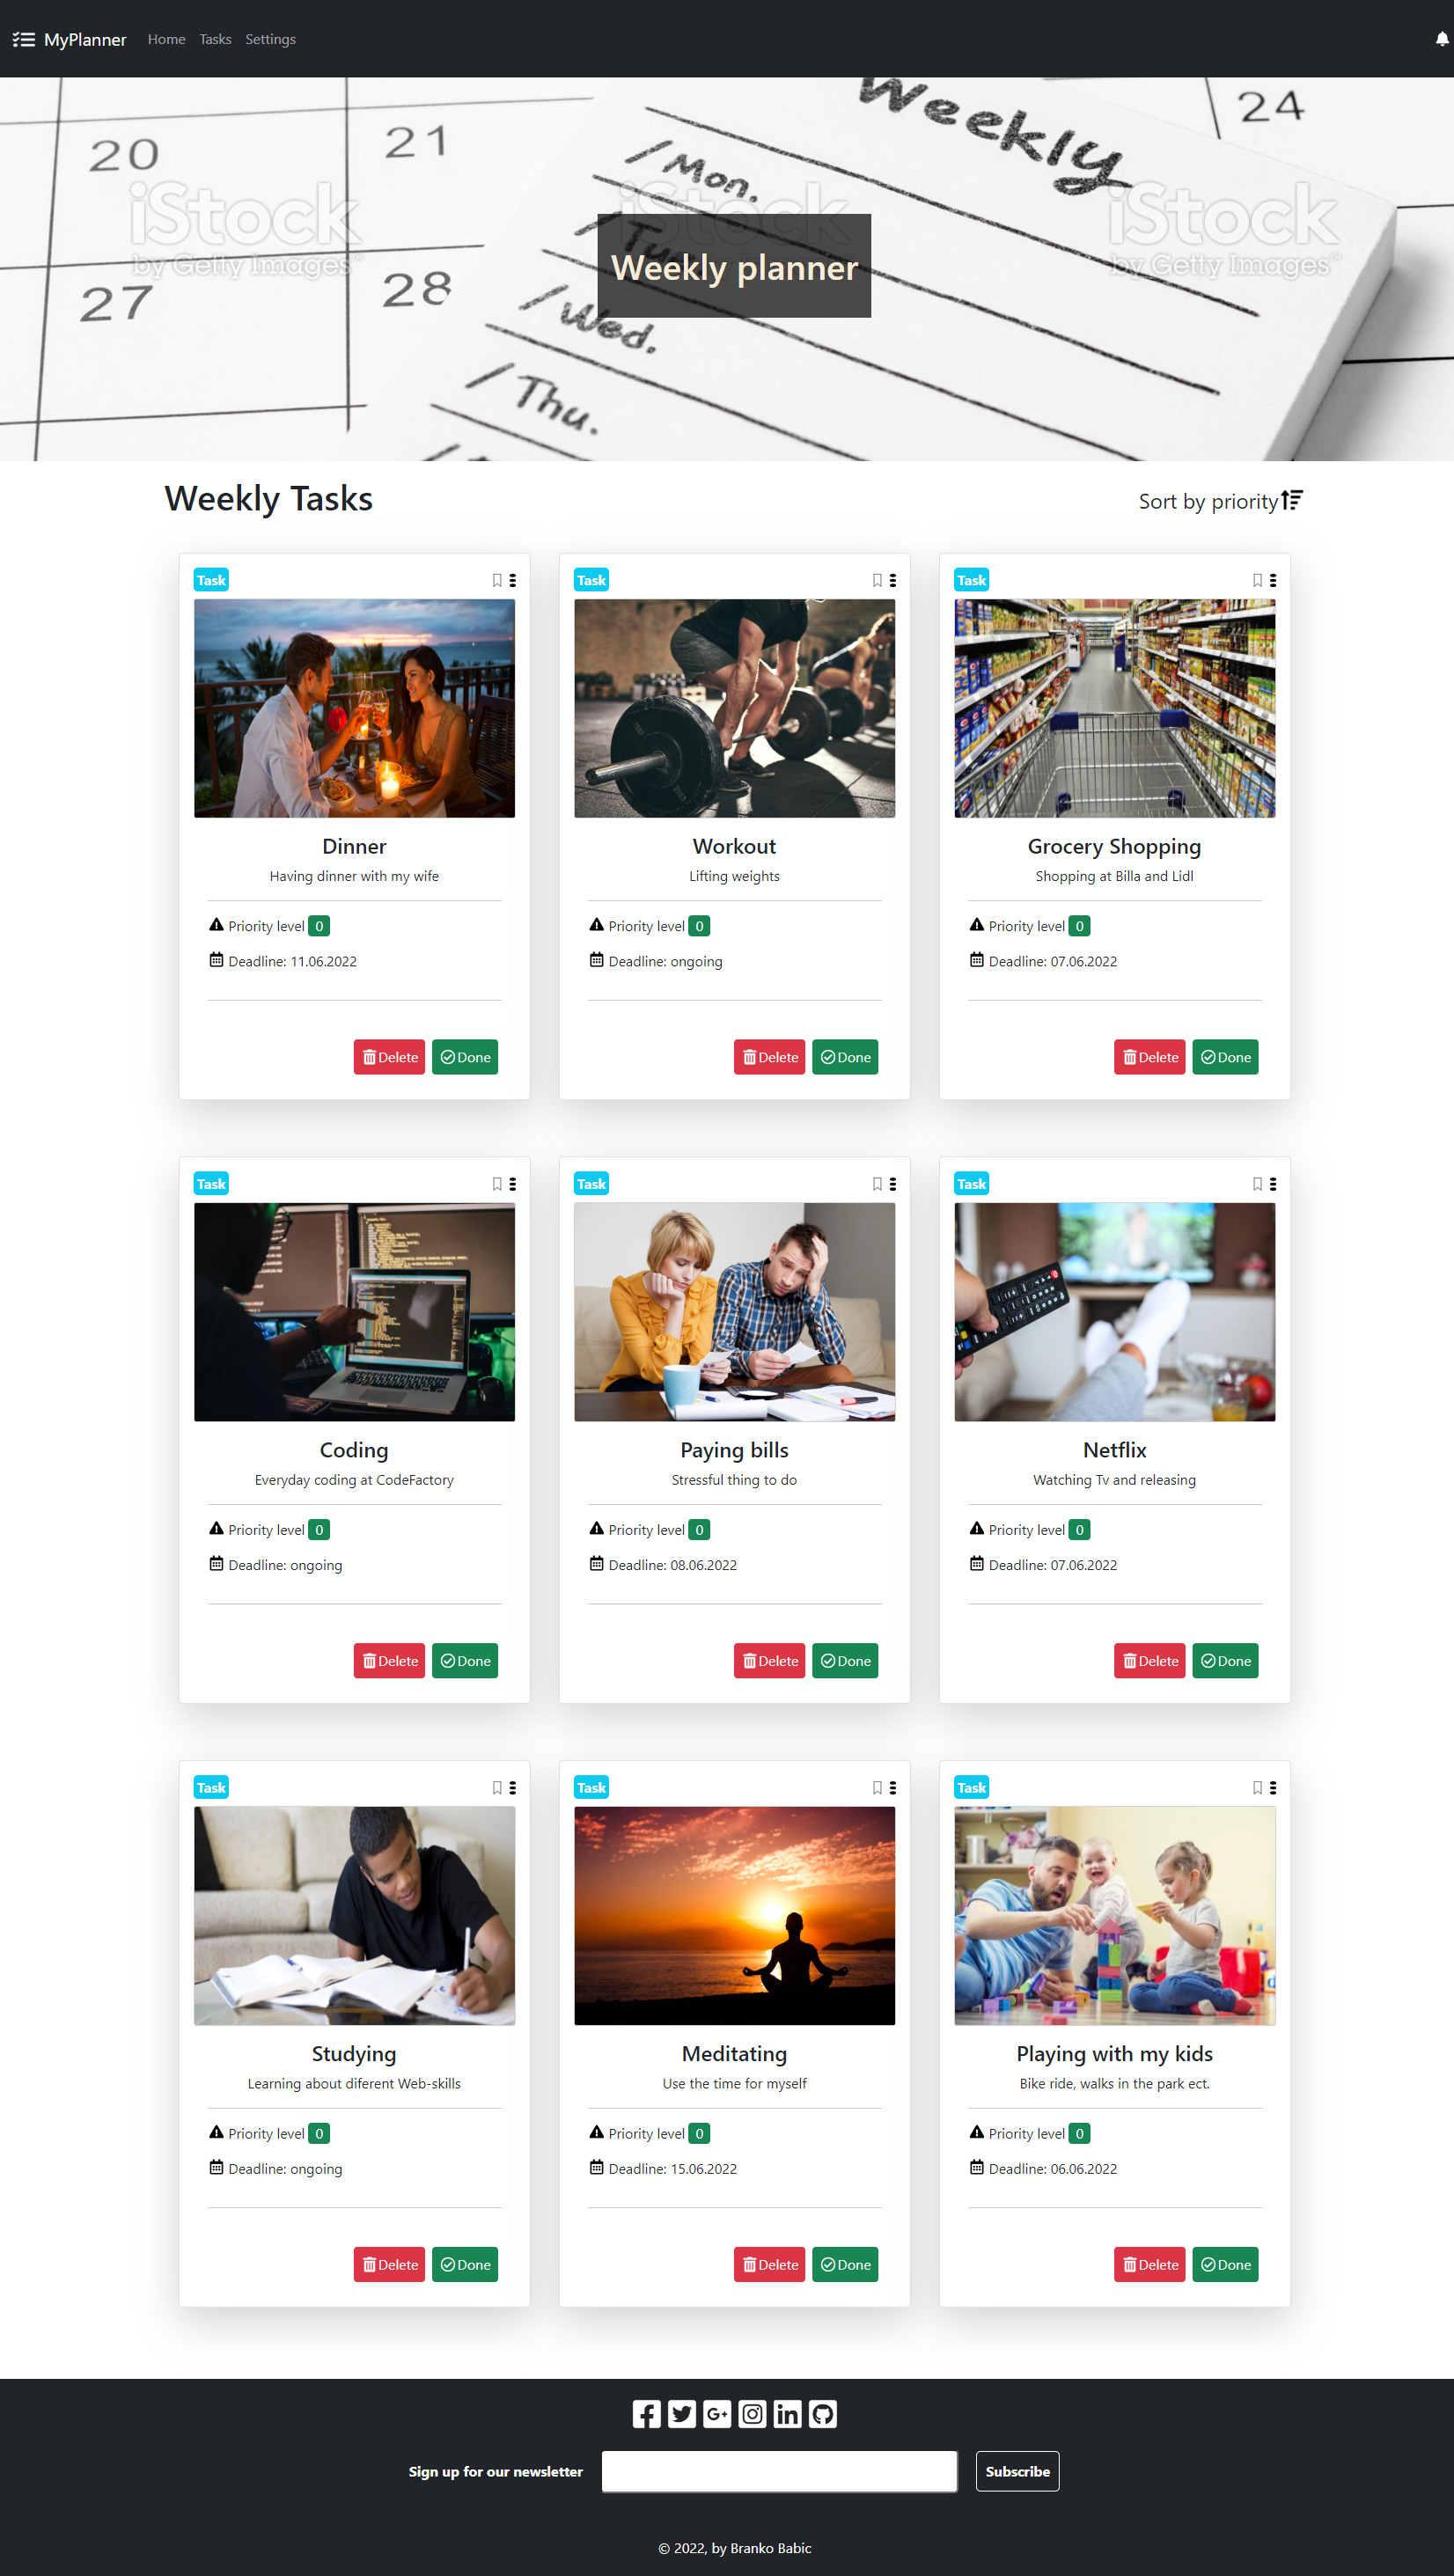 MyPlanner Home Tasks Settings
Weekly
24
20
21
/ Mon.
iStock
by Getty Images™
iStock
iStock
by Getty Images™
Weekly planner
27
28
/ Wed.
/ Thu.
Weekly Tasks
Sort by priority
Task
Dinner
Having dinner with my wife
Priority level 0
Deadline: 11.06.2022
Delete Done
Task
Workout
Lifting weights
Priority level 0
Deadline: ongoing
Delete Done
Task
Grocery Shopping
Shopping at Billa and Lidl
Priority level 0
Deadline: 07.06.2022
Delete Done
Task
Coding
Everyday coding at CodeFactory
Priority level 0
Deadline: ongoing
Delete Done
Task
Paying bills
Stressful thing to do
Priority level 0
Deadline: 08.06.2022
Delete Done
Task
Netflix
Watching Tv and releasing
Priority level 0
Deadline: 07.06.2022
Delete Done
Task
Studying
Learning about diferent Web-skills
Priority level 0
Deadline: ongoing
Delete Done
Task
Meditating
Use the time for myself
Priority level 0
Deadline: 15.06.2022
Delete Done
Task
Playing with my kids
Bike ride, walks in the park ect.
Priority level 0
Deadline: 06.06.2022
Delete Done
Sign up for our newsletter Subscribe
© 2022, by Branko Babic